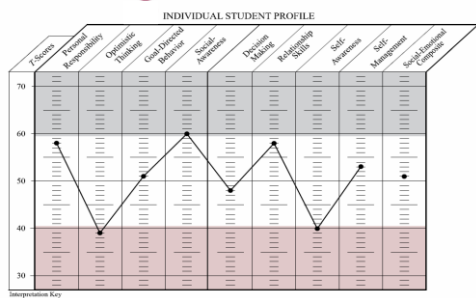 INDIVIDUAL STUDENT PROFILE
T-Scores
Personal
Responsibility
Optimistic
Thinking
Goal-Directed
Behavior
Social-
Awareness
Decision
Making
Relationship
Skills
Self-
Awareness
Self-
Management
Social-Emotional
Composite
70
60
50
40
30
Interpretation Key